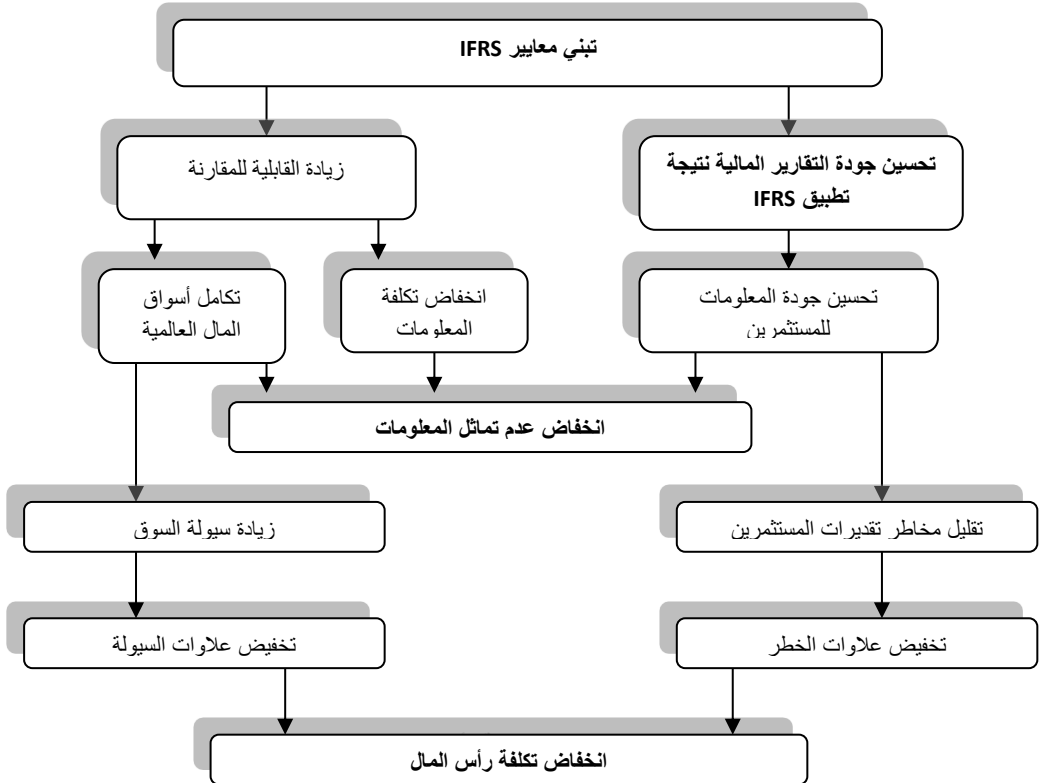 تبني معايير IFRS
تحسين جودة التقارير المالية نتيجة
تطبيق IFRS
زيادة القابلية للمقارنة
تحسين جودة المعلومات
للمستثمرين
انخفاض تكلفة
المعلومات
تكامل أسواق
المال العالمية
انخفاض عدم تماثل المعلومات
تقليل مخاطر تقديرات المستثمرين
زيادة سيولة السوق
تخفيض علاوات الخطر
تخفيض علاوات السيولة
انخفاض تكلفة رأس المال